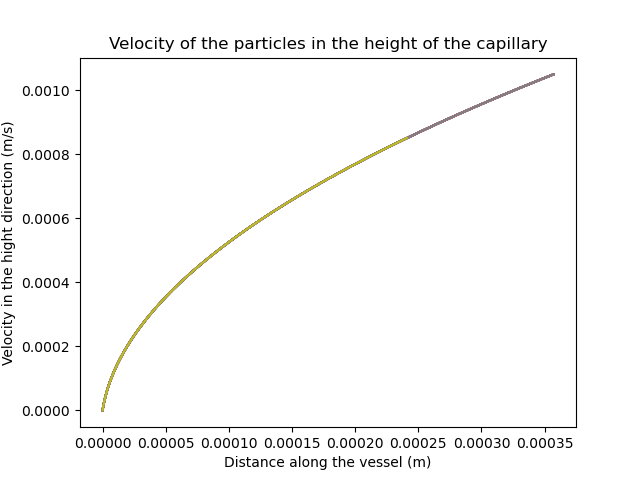 Velocity of the particles in the height of the capillary
0.0010
0.0008
0.0006
0.0004
0.0002
0.0000
Velocity in the hight direction (m/s)
0.00000 0.00005 0.00010 0.00015 0.00020 0.00025 0.00030 0.00035
Distance along the vessel (m)